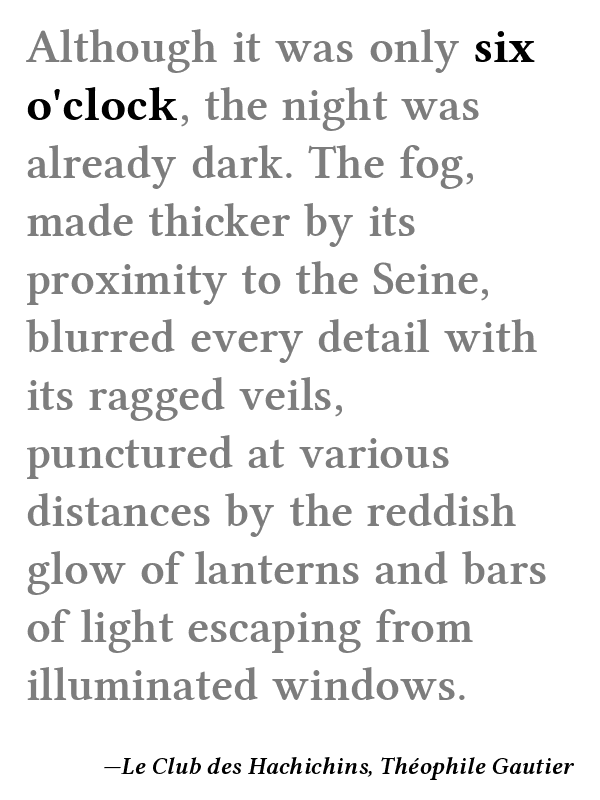 Although it was only six
o'clock, the night was
already dark. The fog,
made thicker by its
proximity to the Seine,
blurred every detail with
its ragged veils,
punctured at various
distances by the reddish
glow of lanterns and bars
of light escaping from
illuminated windows.
—Le Club des Hachichins, Théophile Gautier